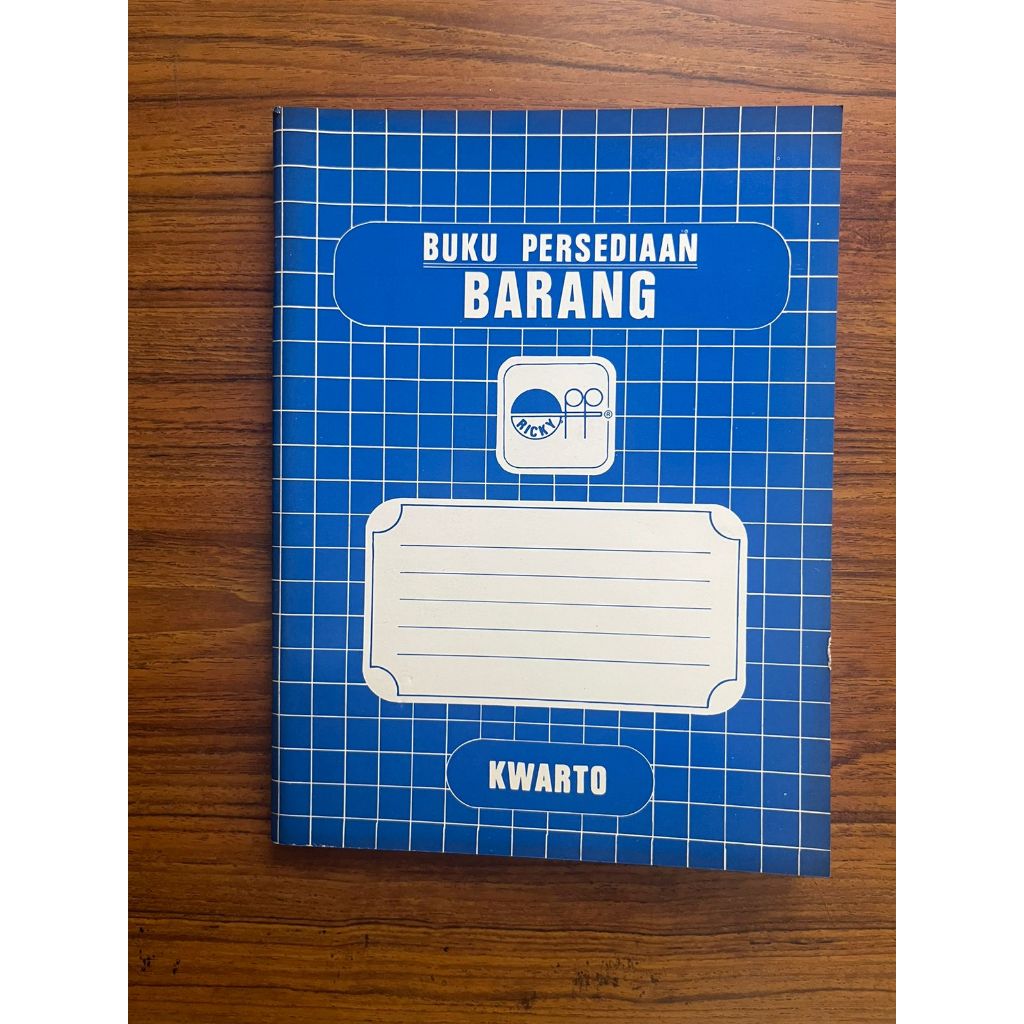 BUKU PERSEDIAAN
BARANG
RICKY
®
KWARTO